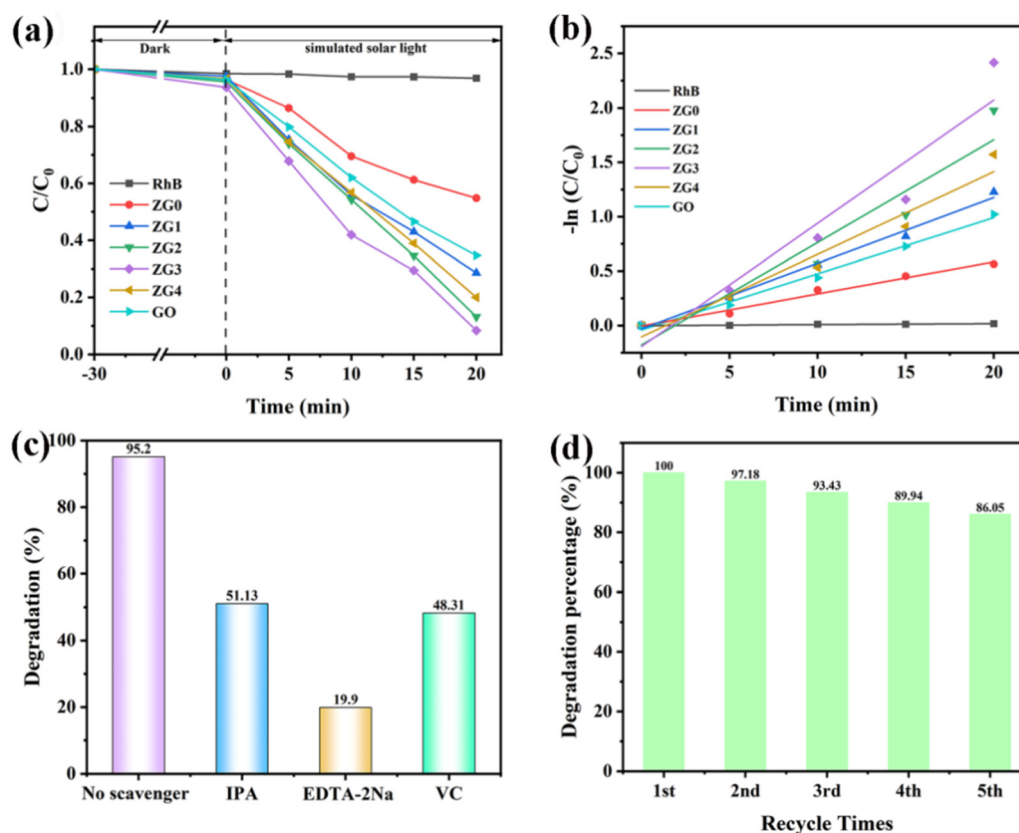 (a)
Dark
simulated solar light
1.0
0.8
0.6
0.4
0.2
0.0
C/C₀
RhB
ZG0
ZG1
ZG2
ZG3
ZG4
GO
-30
0
5
10
15
20
Time (min)
(b)
2.5
2.0
1.5
1.0
0.5
0.0
-ln (C/C₀)
RhB
ZG0
ZG1
ZG2
ZG3
ZG4
GO
0
5
10
15
20
Time (min)
(c)
100
80
60
40
20
0
Degradation (%)
95.2
51.13
19.9
48.31
No scavenger
IPA
EDTA-2Na
VC
(d)
100
80
60
40
20
0
Degradation percentage (%)
100
97.18
93.43
89.94
86.05
1st
2nd
3rd
4th
5th
Recycle Times